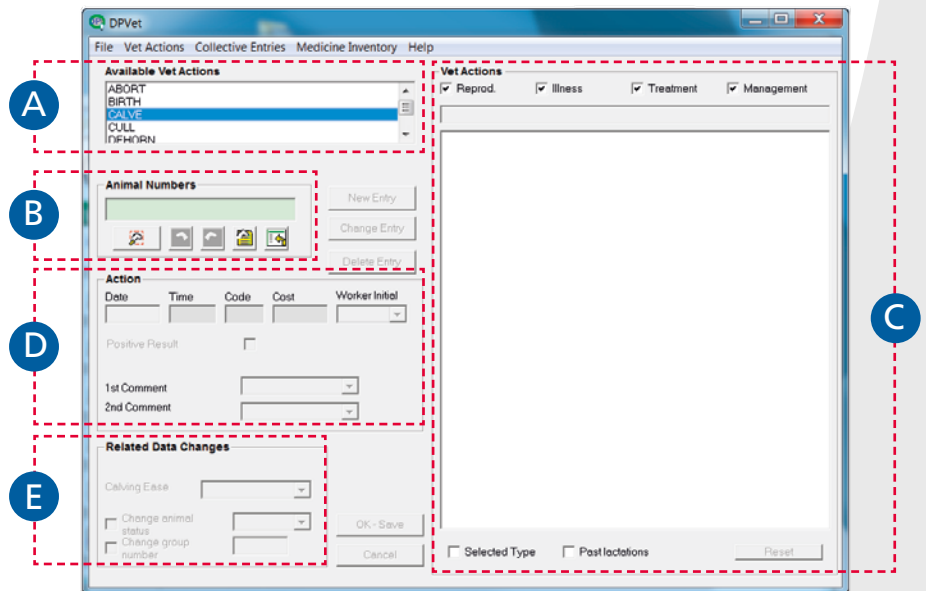 DPVet
File Vet Actions Collective Entries Medicine Inventory Help
A
Available Vet Actions
ABORT
BIRTH
CALVE
CULL
DEHORN
B
Animal Numbers
New Entry
Change Entry
Delete Entry
D
Action
Date Time Code Cost Worker Initial
Positive Result
1st Comment
2nd Comment
E
Related Data Changes
Calving Ease
Change animal
status
Change group
number
OK - Save
Cancel
C
Vet Actions
Reprod. Illness Treatment Management
Selected Type Past lactations Reset